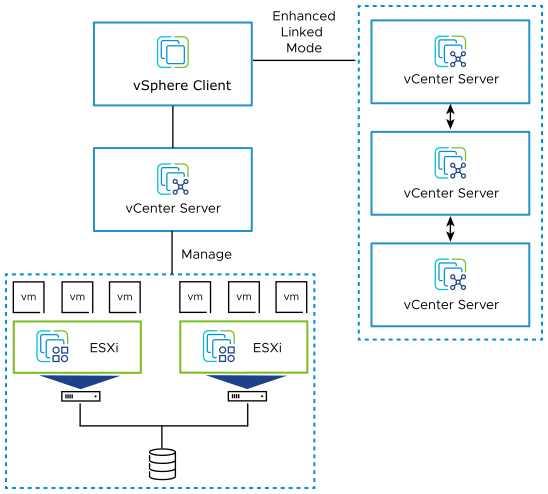 Enhanced
Linked
Mode
vSphere Client
vCenter Server
vCenter Server
vCenter Server
vCenter Server
Manage
vm vm vm vm vm vm
ESXi ESXi